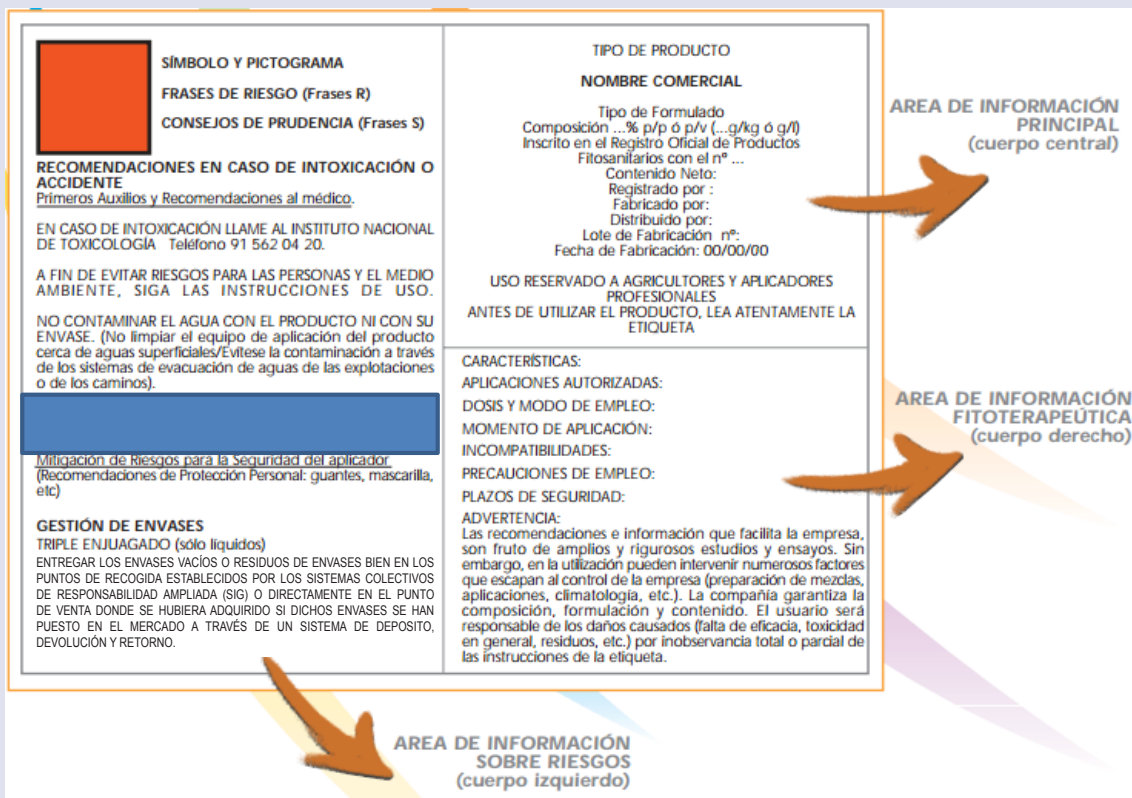 SÍMBOLO Y PICTOGRAMA
FRASES DE RIESGO (Frases R)
CONSEJOS DE PRUDENCIA (Frases S)
RECOMENDACIONES EN CASO DE INTOXICACIÓN O
ACCIDENTE
Primeros Auxilios y Recomendaciones al médico.
EN CASO DE INTOXICACIÓN LLAME AL INSTITUTO NACIONAL
DE TOXICOLOGÍA Teléfono 91 562 04 20.
A FIN DE EVITAR RIESGOS PARA LAS PERSONAS Y EL MEDIO
AMBIENTE, SIGA LAS INSTRUCCIONES DE USO.
NO CONTAMINAR EL AGUA CON EL PRODUCTO NI CON SU
ENVASE. (No limpiar el equipo de aplicación del producto
cerca de aguas superficiales/Evítese la contaminación a través
de los sistemas de evacuación de aguas de las explotaciones
o de los caminos).
Mitigación de Riesgos para la Seguridad del aplicador
(Recomendaciones de Protección Personal: guantes, mascarilla,
etc)
GESTIÓN DE ENVASES
TRIPLE ENJUAGADO (sólo líquidos)
ENTREGAR LOS ENVASES VACÍOS O RESIDUOS DE ENVASES BIEN EN LOS
PUNTOS DE RECOGIDA ESTABLECIDOS POR LOS SISTEMAS COLECTIVOS
DE RESPONSABILIDAD AMPLIADA (SIG) O DIRECTAMENTE EN EL PUNTO
DE VENTA DONDE SE HUBIERA ADQUIRIDO SI DICHOS ENVASES SE HAN
PUESTO EN EL MERCADO A TRAVÉS DE UN SISTEMA DE DEPOSITO,
DEVOLUCIÓN Y RETORNO.
TIPO DE PRODUCTO
NOMBRE COMERCIAL
Tipo de Formulado
Composición ...% p/p ó p/v (...g/kg ó g/l)
Inscrito en el Registro Oficial de Productos
Fitosanitarios con el nº ...
Contenido Neto:
Registrado por :
Fabricado por:
Distribuido por:
Lote de Fabricación nº:
Fecha de Fabricación: 00/00/00
USO RESERVADO A AGRICULTORES Y APLICADORES
PROFESIONALES
ANTES DE UTILIZAR EL PRODUCTO, LEA ATENTAMENTE LA
ETIQUETA
CARACTERÍSTICAS:
APLICACIONES AUTORIZADAS:
DOSIS Y MODO DE EMPLEO:
MOMENTO DE APLICACIÓN:
INCOMPATIBILIDADES:
PRECAUCIONES DE EMPLEO:
PLAZOS DE SEGURIDAD:
ADVERTENCIA:
Las recomendaciones e información que facilita la empresa,
son fruto de amplios y rigurosos estudios y ensayos. Sin
embargo, en la utilización pueden intervenir numerosos factores
que escapan al control de la empresa (preparación de mezclas,
aplicaciones, climatología, etc.). La compañía garantiza la
composición, formulación y contenido. El usuario será
responsable de los daños causados (falta de eficacia, toxicidad
en general, residuos, etc.) por inobservancia total o parcial de
las instrucciones de la etiqueta.
AREA DE INFORMACIÓN
PRINCIPAL
(cuerpo central)
AREA DE INFORMACIÓN
FITOTERAPEÚTICA
(cuerpo derecho)
AREA DE INFORMACIÓN
SOBRE RIESGOS
(cuerpo izquierdo)